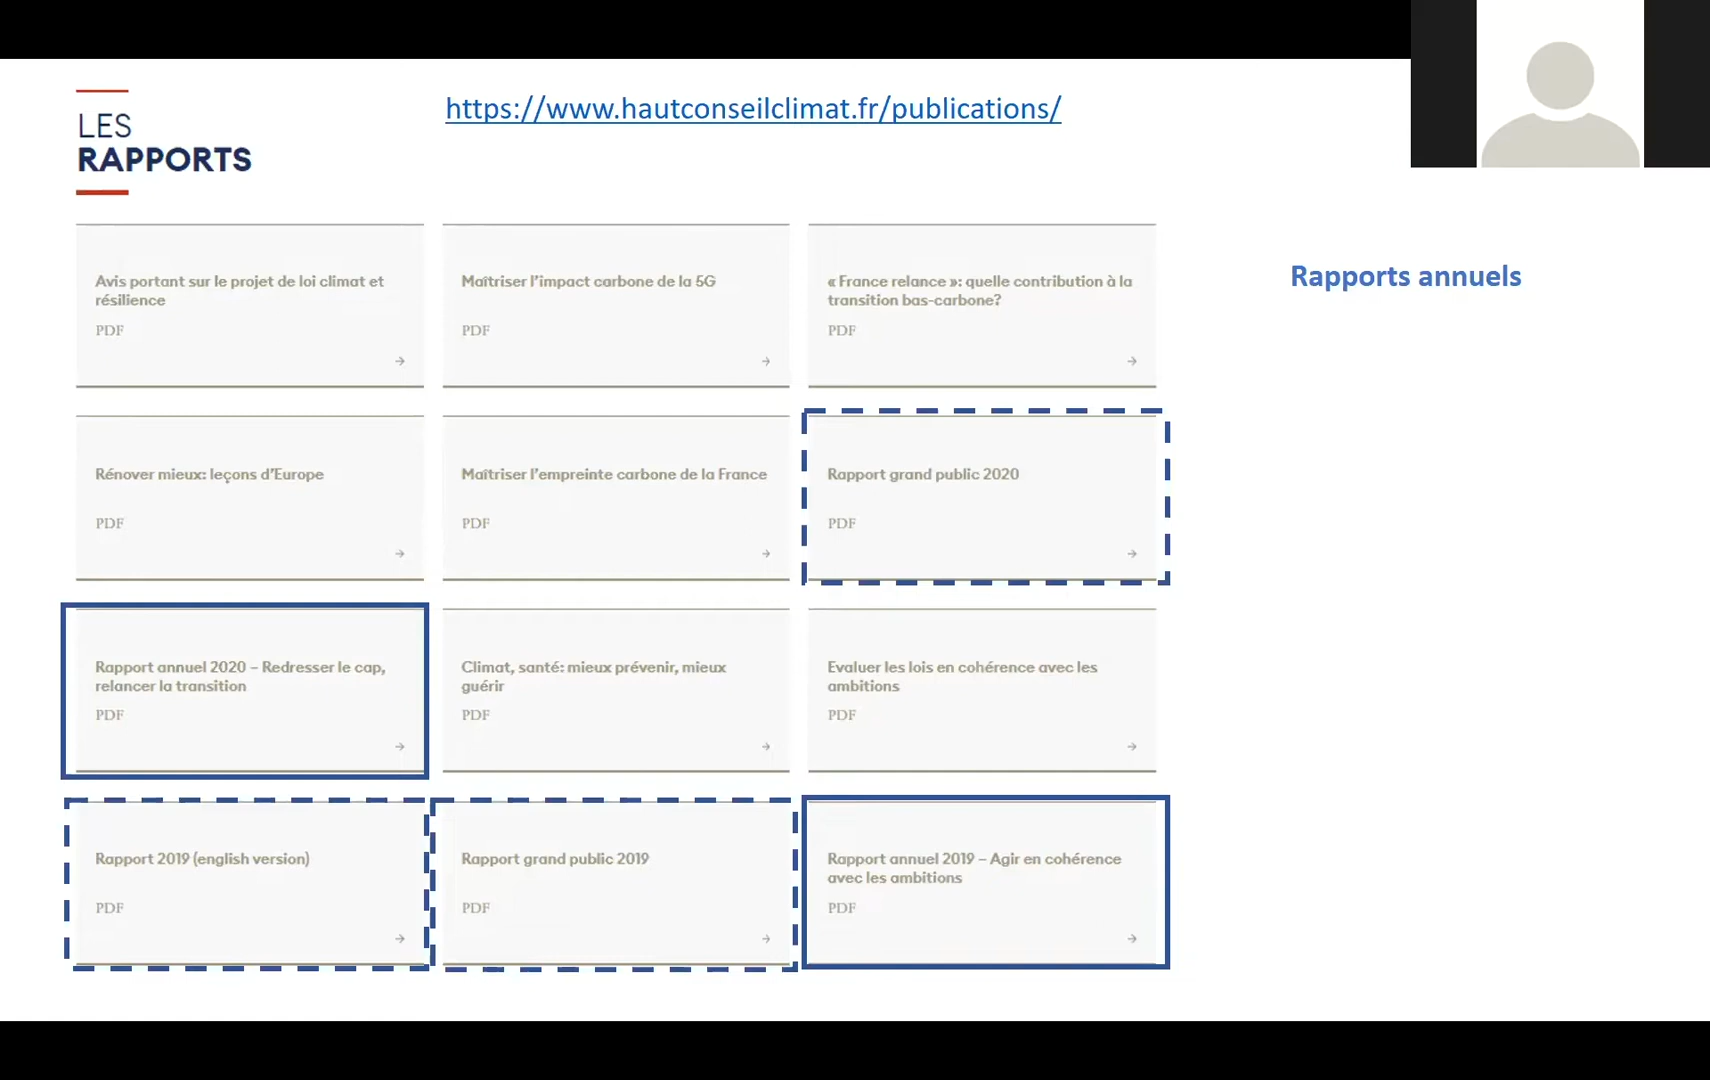 LES
RAPPORTS
https://www.hautconseilclimat.fr/publications/
Rapports annuels
Avis portant sur le projet de loi climat et
résilience
PDF
Maîtriser l'impact carbone de la 5G
PDF
« France relance »: quelle contribution à la
transition bas-carbone?
PDF
Rénover mieux: leçons d'Europe
PDF
Maîtriser l'empreinte carbone de la France
PDF
Rapport grand public 2020
PDF
Rapport annuel 2020 – Redresser le cap,
relancer la transition
PDF
Climat, santé: mieux prévenir, mieux
guérir
PDF
Evaluer les lois en cohérence avec les
ambitions
PDF
Rapport 2019 (english version)
PDF
Rapport grand public 2019
PDF
Rapport annuel 2019 – Agir en cohérence
avec les ambitions
PDF